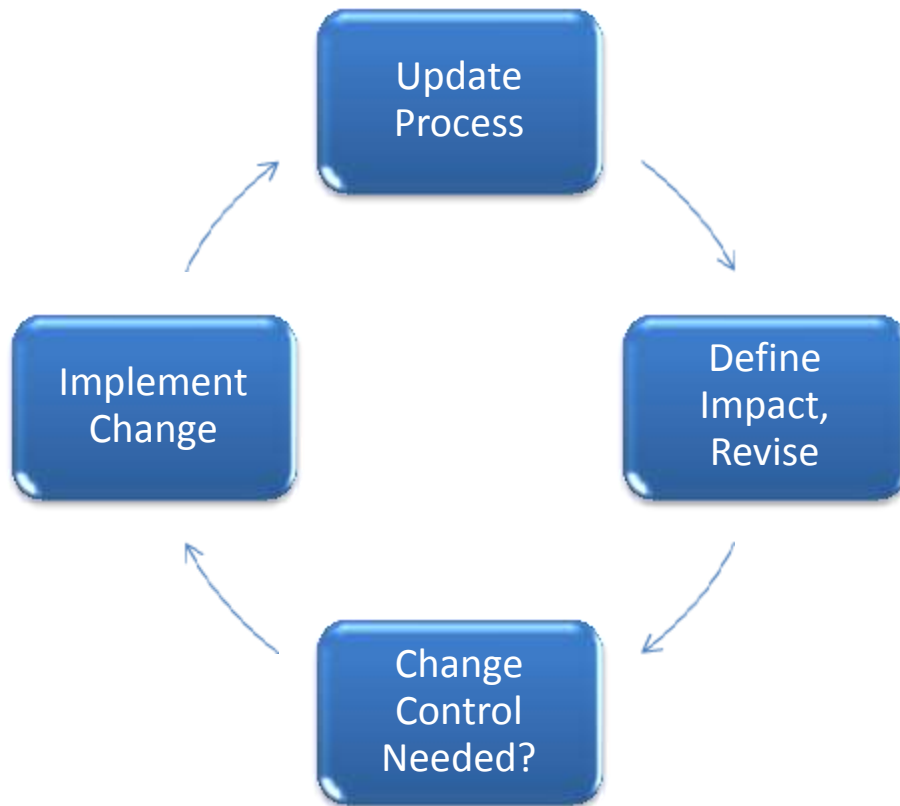 Update
Process
Define
Impact,
Revise
Change
Control
Needed?
Implement
Change